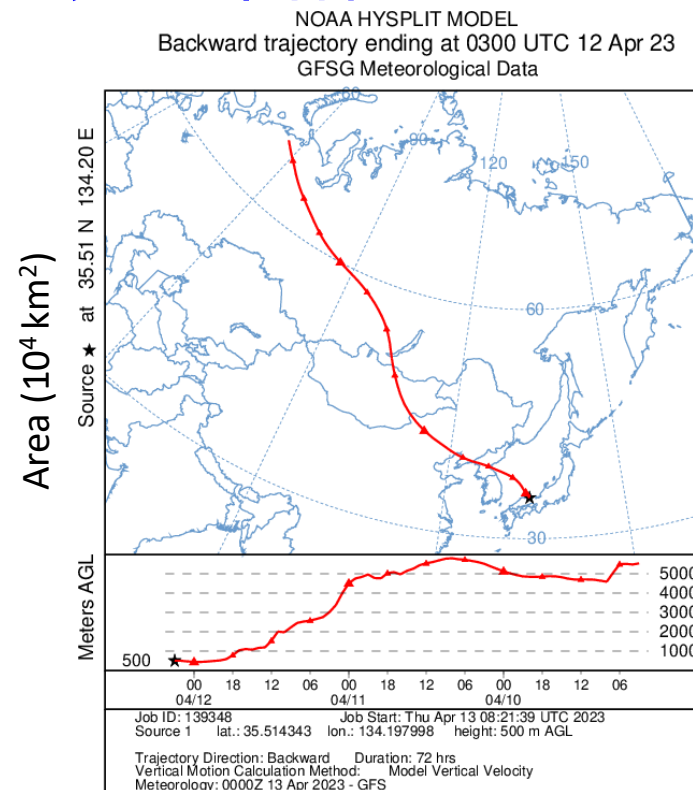 NOAA HYSPLIT MODEL
Backward trajectory ending at 0300 UTC 12 Apr 23
GFSG Meteorological Data
Area (10⁴ km²)
Source ★ at 35.51 N 134.20 E
60
90
120
150
60
30
Meters AGL
500
5000
4000
3000
2000
1000
00 18 12 06 00 18 12 06 00 18 12 06
04/12 04/11 04/10
Job ID: 139348 Job Start: Thu Apr 13 08:21:39 UTC 2023
Source 1 lat.: 35.514343 lon.: 134.197998 height: 500 m AGL
Trajectory Direction: Backward Duration: 72 hrs
Vertical Motion Calculation Method: Model Vertical Velocity
Meteorology: 0000Z 13 Apr 2023 - GFS